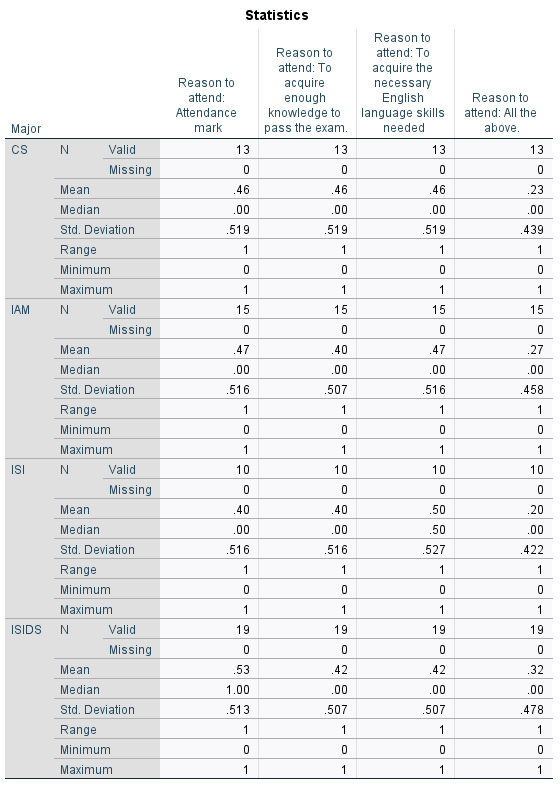 Statistics
Major Reason to attend: Attendance mark Reason to attend: To acquire enough knowledge to pass the exam. Reason to attend: To acquire the necessary English language skills needed Reason to attend: All the above.
CS N Valid 13 13 13 13
Missing 0 0 0 0
Mean .46 .46 .46 .23
Median .00 .00 .00 .00
Std. Deviation .519 .519 .519 .439
Range 1 1 1 1
Minimum 0 0 0 0
Maximum 1 1 1 1
IAM N Valid 15 15 15 15
Missing 0 0 0 0
Mean .47 .40 .47 .27
Median .00 .00 .00 .00
Std. Deviation .516 .507 .516 .458
Range 1 1 1 1
Minimum 0 0 0 0
Maximum 1 1 1 1
ISI N Valid 10 10 10 10
Missing 0 0 0 0
Mean .40 .40 .50 .20
Median .00 .00 .50 .00
Std. Deviation .516 .516 .527 .422
Range 1 1 1 1
Minimum 0 0 0 0
Maximum 1 1 1 1
ISIDS N Valid 19 19 19 19
Missing 0 0 0 0
Mean .53 .42 .42 .32
Median 1.00 .00 .00 .00
Std. Deviation .513 .507 .507 .478
Range 1 1 1 1
Minimum 0 0 0 0
Maximum 1 1 1 1